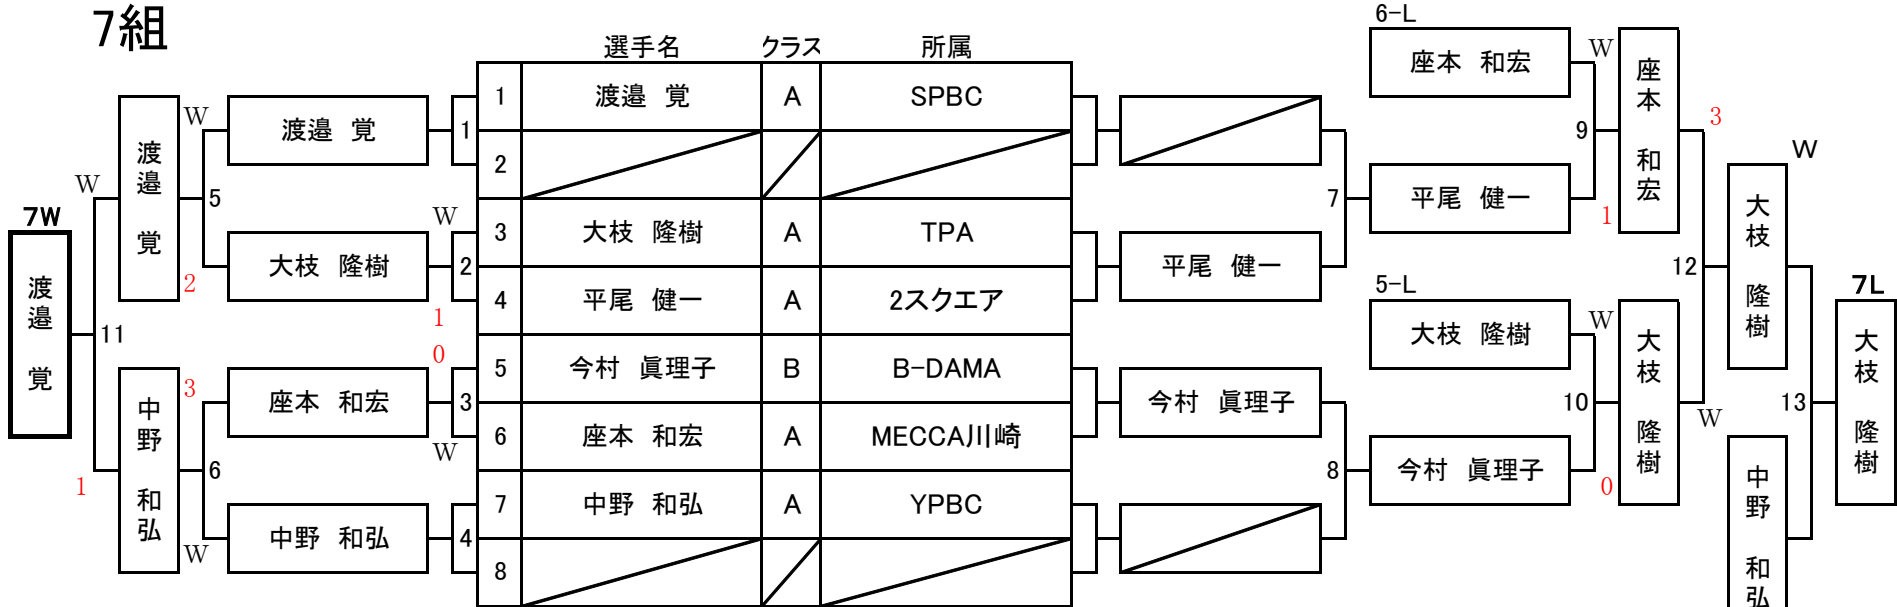 7組
選手名 クラス 所属
1 渡邉 覚 A SPBC
2
3 大枝 隆樹 A TPA
4 平尾 健一 A 2スクエア
5 今村 眞理子 B B-DAMA
6 座本 和宏 A MECCA川崎
7 中野 和弘 A YPBC
8
7W
渡邉 覚
W
11
1
渡邉 覚
中野 和弘
W
5
2
3
6
W
渡邉 覚
大枝 隆樹
座本 和宏
中野 和弘
1
W
2
1
0
3
W
4
平尾 健一
今村 眞理子
7
8
6-L
座本 和宏
平尾 健一
5-L
大枝 隆樹
今村 眞理子
W
9
1
W
10
0
座本 和宏
大枝 隆樹
3
12
W
W
大枝 隆樹
中野 和弘
13
7L
大枝 隆樹